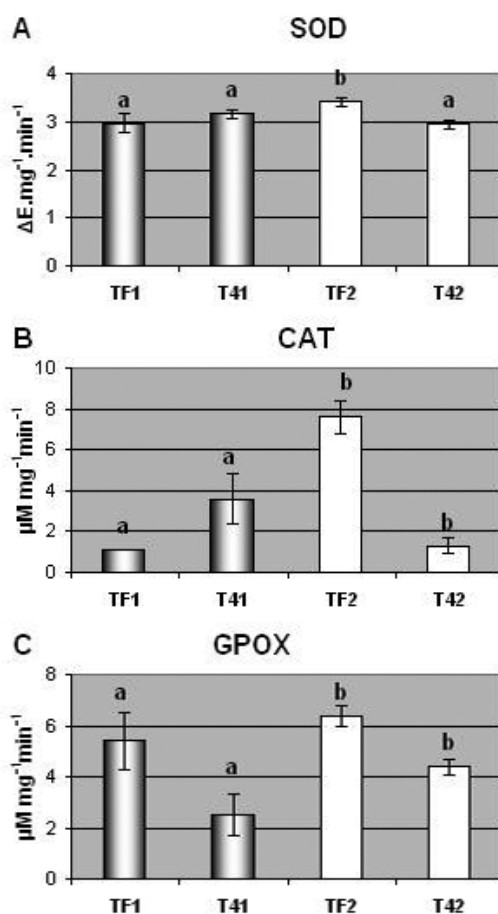 A SOD
ΔE.mg⁻¹.min⁻¹
4
3
2
1
0
a
a
b
a
TF1 T41 TF2 T42
B CAT
µM mg⁻¹min⁻¹
10
8
6
4
2
0
a
a
b
b
TF1 T41 TF2 T42
C GPOX
µM mg⁻¹min⁻¹
8
6
4
2
0
a
a
b
b
TF1 T41 TF2 T42